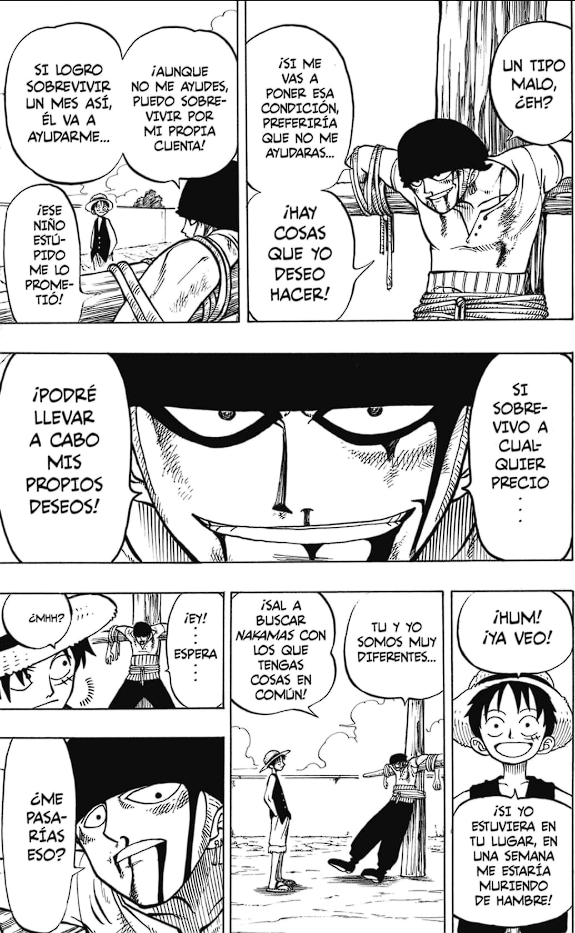 UN TIPO
MALO,
¿EH?
¡SI ME
VAS A
PONER ESA
CONDICIÓN,
PREFERIRÍA
QUE NO ME
AYUDARAS...
¡HAY
COSAS
QUE YO
DESEO
HACER!
¡AUNQUE
NO ME AYUDES,
PUEDO SOBRE-
VIVIR POR
MI PROPIA
CUENTA!
SI LOGRO
SOBREVIVIR
UN MES ASÍ,
ÉL VA A
AYUDARME...
¡ESE
NIÑO
ESTÚ-
PIDO
ME LO
PROME-
TIÓ!
SI
SOBRE-
VIVO A
CUAL-
QUIER
PRECIO
...
¡PODRÉ
LLEVAR
A CABO
MIS
PROPIOS
DESEOS!
¡HUM!
¡YA VEO!
¡SI YO
ESTUVIERA EN
TU LUGAR, EN
UNA SEMANA
ME ESTARÍA
MURIENDO
DE HAMBRE!
TU Y YO
SOMOS MUY
DIFERENTES...
¡SAL A
BUSCAR
NAKAMAS CON
LOS QUE
TENGAS
COSAS EN
COMÚN!
¡EY!
...
ESPERA
...
¿MHH?
¿ME
PASA-
RÍAS
ESO?